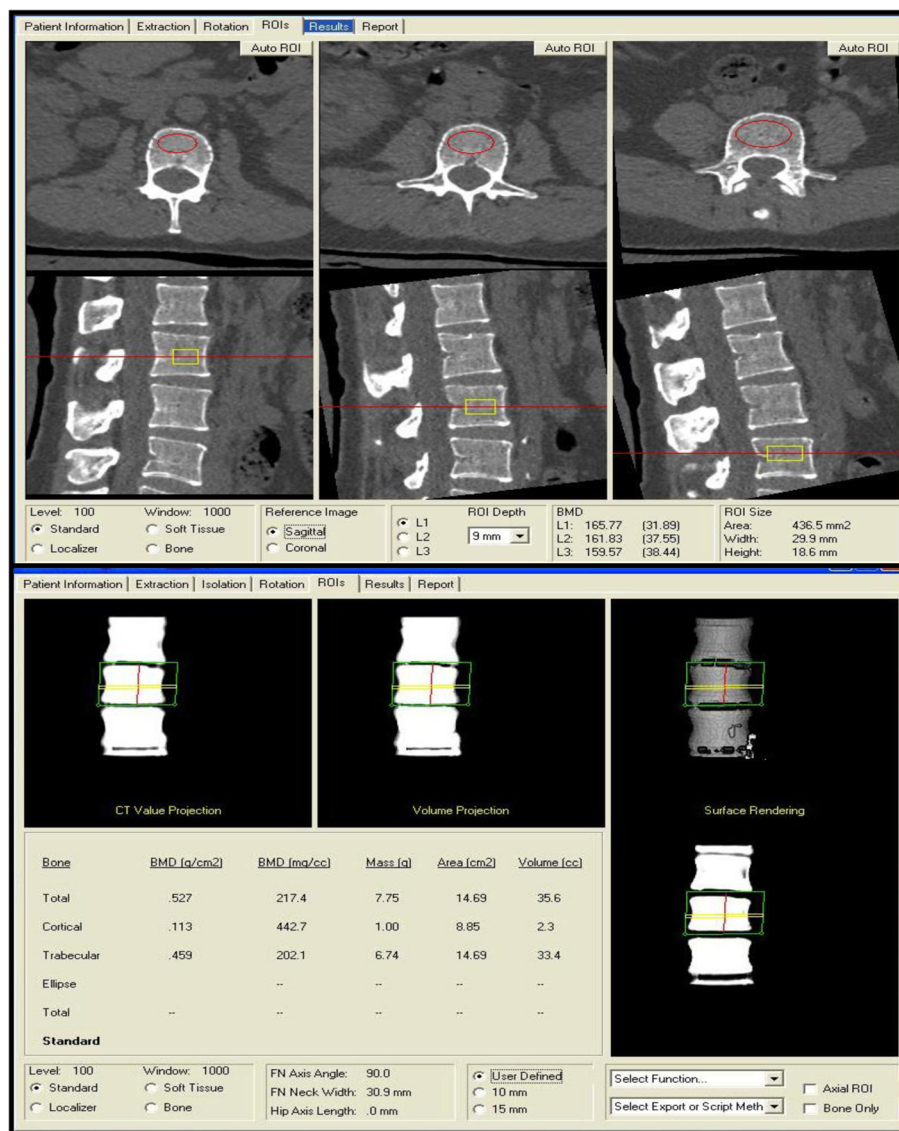 Patient Information Extraction Rotation ROIs Results Report
Auto ROI Auto ROI Auto ROI
Level: 100 Window: 1000 Reference Image ROI Depth BMD ROI Size
Standard Soft Tissue Sagittal L1 9 mm L1: 165.77 (31.89) Area: 436.5 mm2
Localizer Bone Coronal L2 L2: 161.83 (37.55) Width: 29.9 mm
L3 L3: 159.57 (38.44) Height: 18.6 mm
Patient Information Extraction Isolation Rotation ROIs Results Report
CT Value Projection Volume Projection Surface Rendering
Bone BMD (g/cm2) BMD (mg/cc) Mass (g) Area (cm2) Volume (cc)
Total .527 217.4 7.75 14.69 35.6
Cortical .113 442.7 1.00 8.85 2.3
Trabecular .459 202.1 6.74 14.69 33.4
Ellipse -- -- --
Total -- -- -- -- --
Standard
Level: 100 Window: 1000 FN Axis Angle: 90.0 User Defined Select Function...
Standard Soft Tissue FN Neck Width: 30.9 mm 10 mm Axial ROI
Localizer Bone Hip Axis Length: .0 mm 15 mm Select Export or Script Meth Bone Only